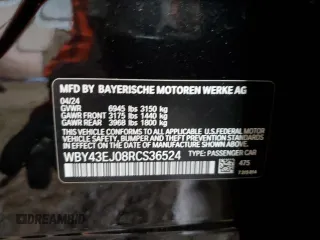 MFD BY BAYERISCHE MOTOREN WERKE AG
04/24
GVWR 6945 lbs 3150 kg
GAWR FRONT 3175 lbs 1440 kg
GAWR REAR 3968 lbs 1800 kg
THIS VEHICLE CONFORMS TO ALL APPLICABLE U.S.FEDERAL MOTOR
VEHICLE SAFETY, BUMPER, AND THEFT PREVENTION STANDARDS
IN EFFECT ON THE DATE OF MANUFACTURE SHOWN ABOVE.
WBY43EJ08RCS36524 TYPE: PASSENGER CAR
475
DREAMBID